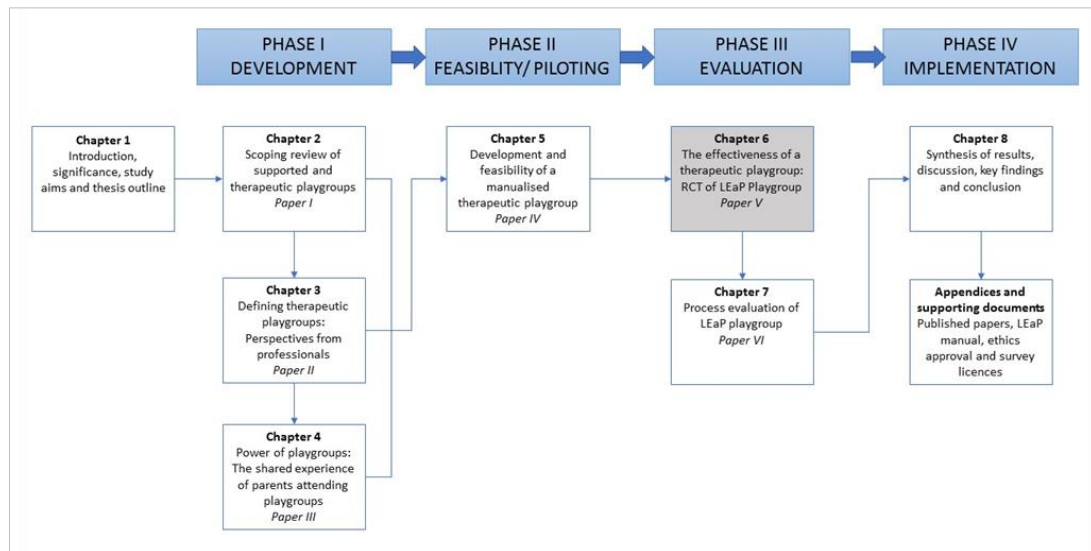 PHASE I
DEVELOPMENT
PHASE II
FEASIBLITY/ PILOTING
PHASE III
EVALUATION
PHASE IV
IMPLEMENTATION
Chapter 1
Introduction,
significance, study
aims and thesis outline
Chapter 2
Scoping review of
supported and
therapeutic playgroups
Paper I
Chapter 3
Defining therapeutic
playgroups:
Perspectives from
professionals
Paper II
Chapter 4
Power of playgroups:
The shared experience
of parents attending
playgroups
Paper III
Chapter 5
Development and
feasibility of a
manualised
therapeutic playgroup
Paper IV
Chapter 6
The effectiveness of a
therapeutic playgroup:
RCT of LEaP Playgroup
Paper V
Chapter 7
Process evaluation of
LEaP playgroup
Paper VI
Chapter 8
Synthesis of results,
discussion, key findings
and conclusion
Appendices and
supporting documents
Published papers, LEaP
manual, ethics
approval and survey
licences